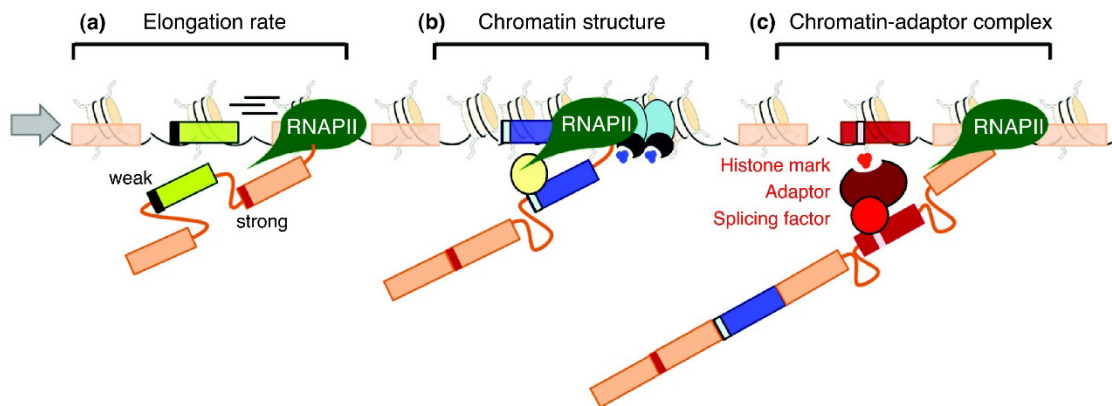 (a) Elongation rate
(b) Chromatin structure
(c) Chromatin-adaptor complex
RNAPII
weak
strong
RNAPII
RNAPII
Histone mark
Adaptor
Splicing factor